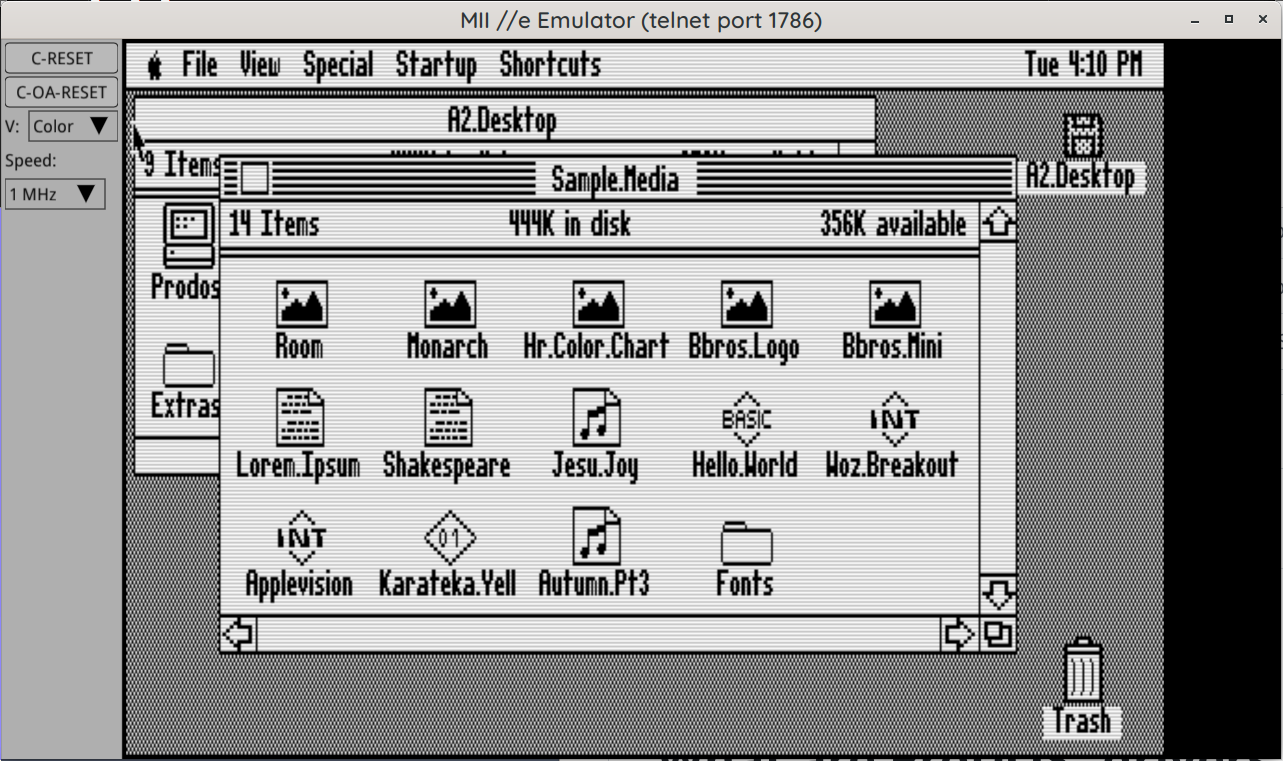 MII //e Emulator (telnet port 1786)
C-RESET
C-OA-RESET
V: Color
Speed:
1 MHz
File View Special Startup Shortcuts Tue 4:10 PM
A2.Desktop
9 Items
Prodos
Extras
Sample.Media
14 Items 444K in disk 356K available
Room Monarch Hr.Color.Chart Bbros.Logo Bbros.Mini
BASIC INT
Lorem.Ipsum Shakespeare Jesu.Joy Hello.World Woz.Breakout
INT 01
Applevision Karateka.Yell Autumn.Pt3 Fonts
A2.Desktop
Trash